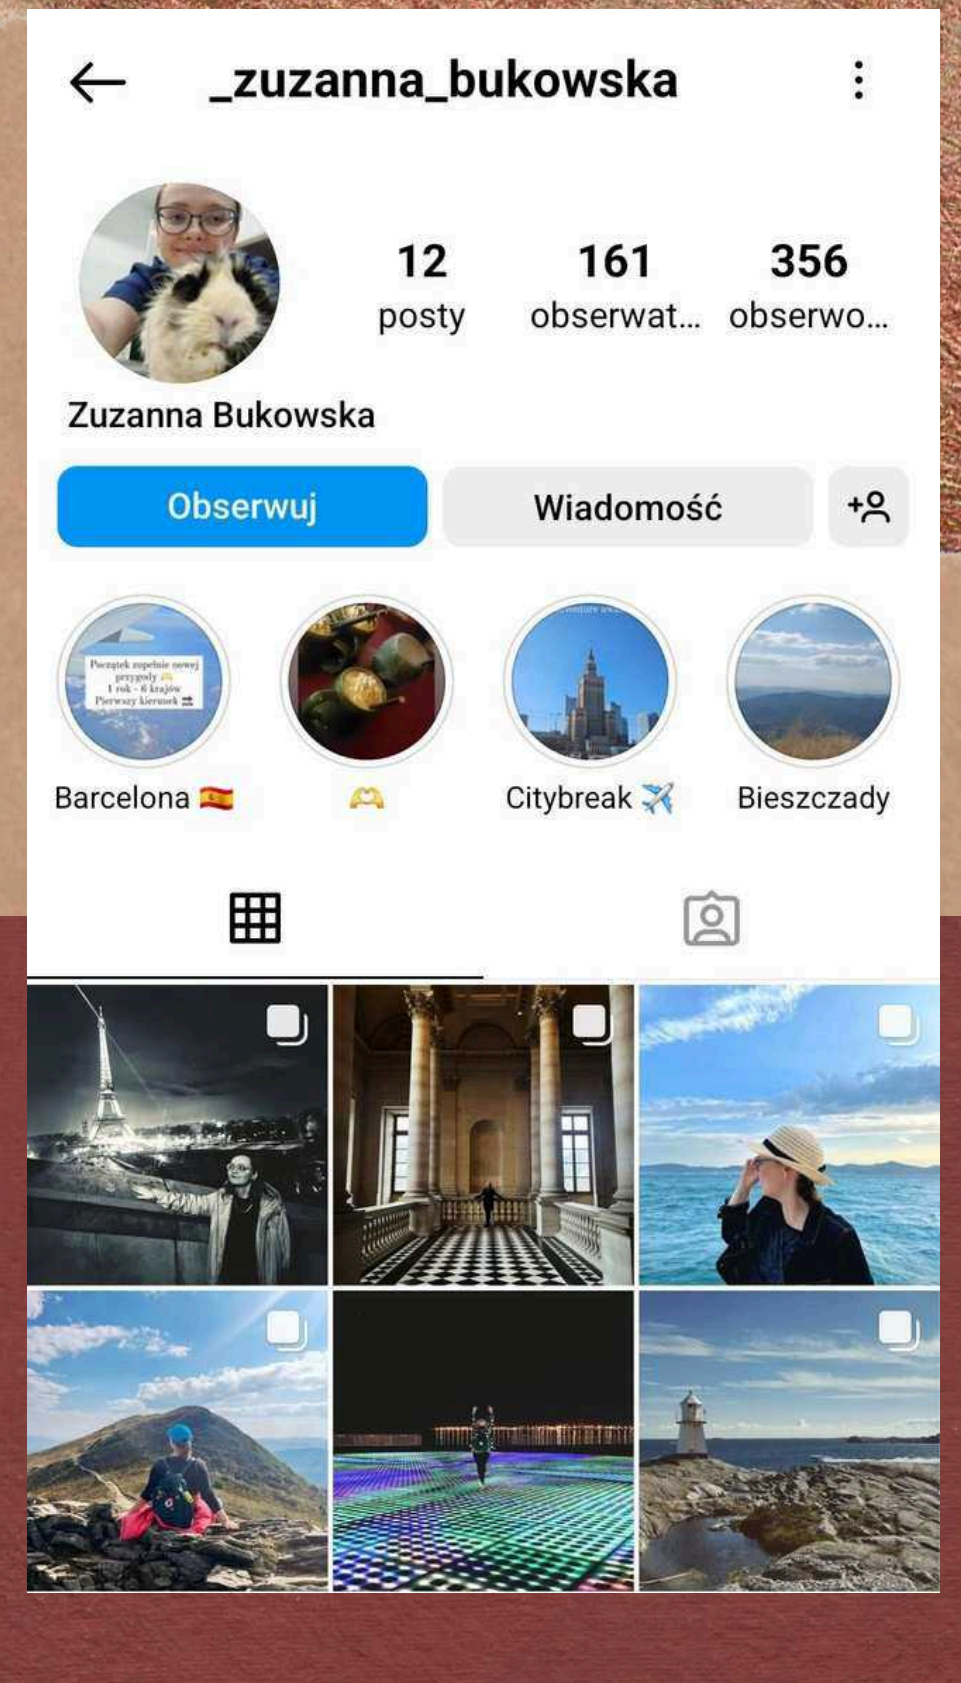 _zuzanna_bukowska
12
posty
161
obserwat...
356
obserwo...
Zuzanna Bukowska
Obserwuj
Wiadomość
Początek zupełnie nowej
przygody 🫶
1 rok - 6 krajów
Pierwszy kierunek
Barcelona 🇪🇸
🫶
Citybreak ✈️
Bieszczady